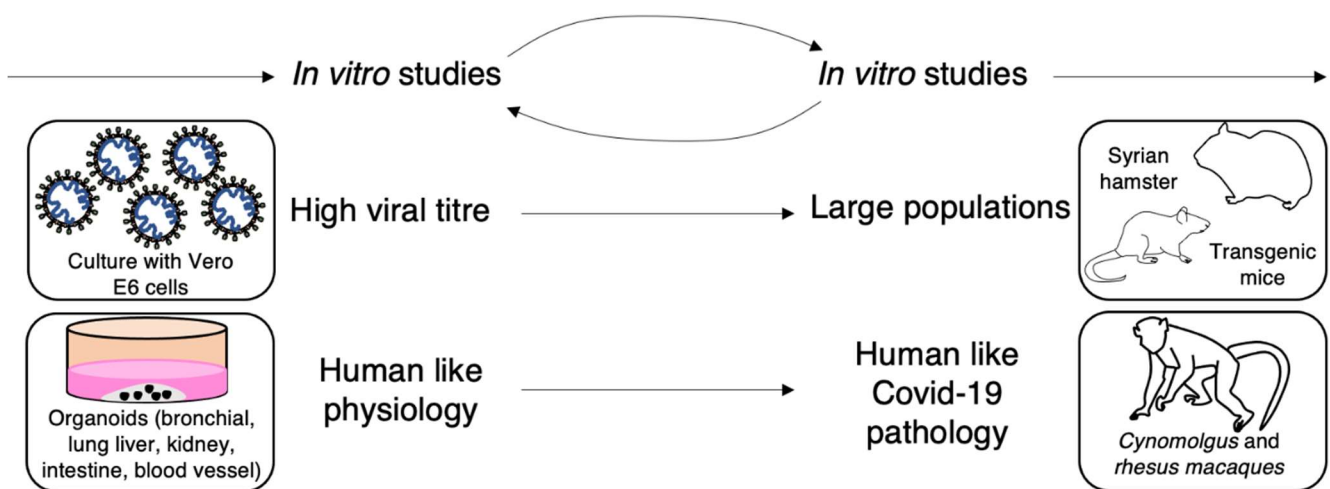 In vitro studies
In vitro studies
Culture with Vero
E6 cells
High viral titre
Large populations
Syrian
hamster
Transgenic
mice
Organoids (bronchial,
lung liver, kidney,
intestine, blood vessel)
Human like
physiology
Human like
Covid-19
pathology
Cynomolgus and
rhesus macaques